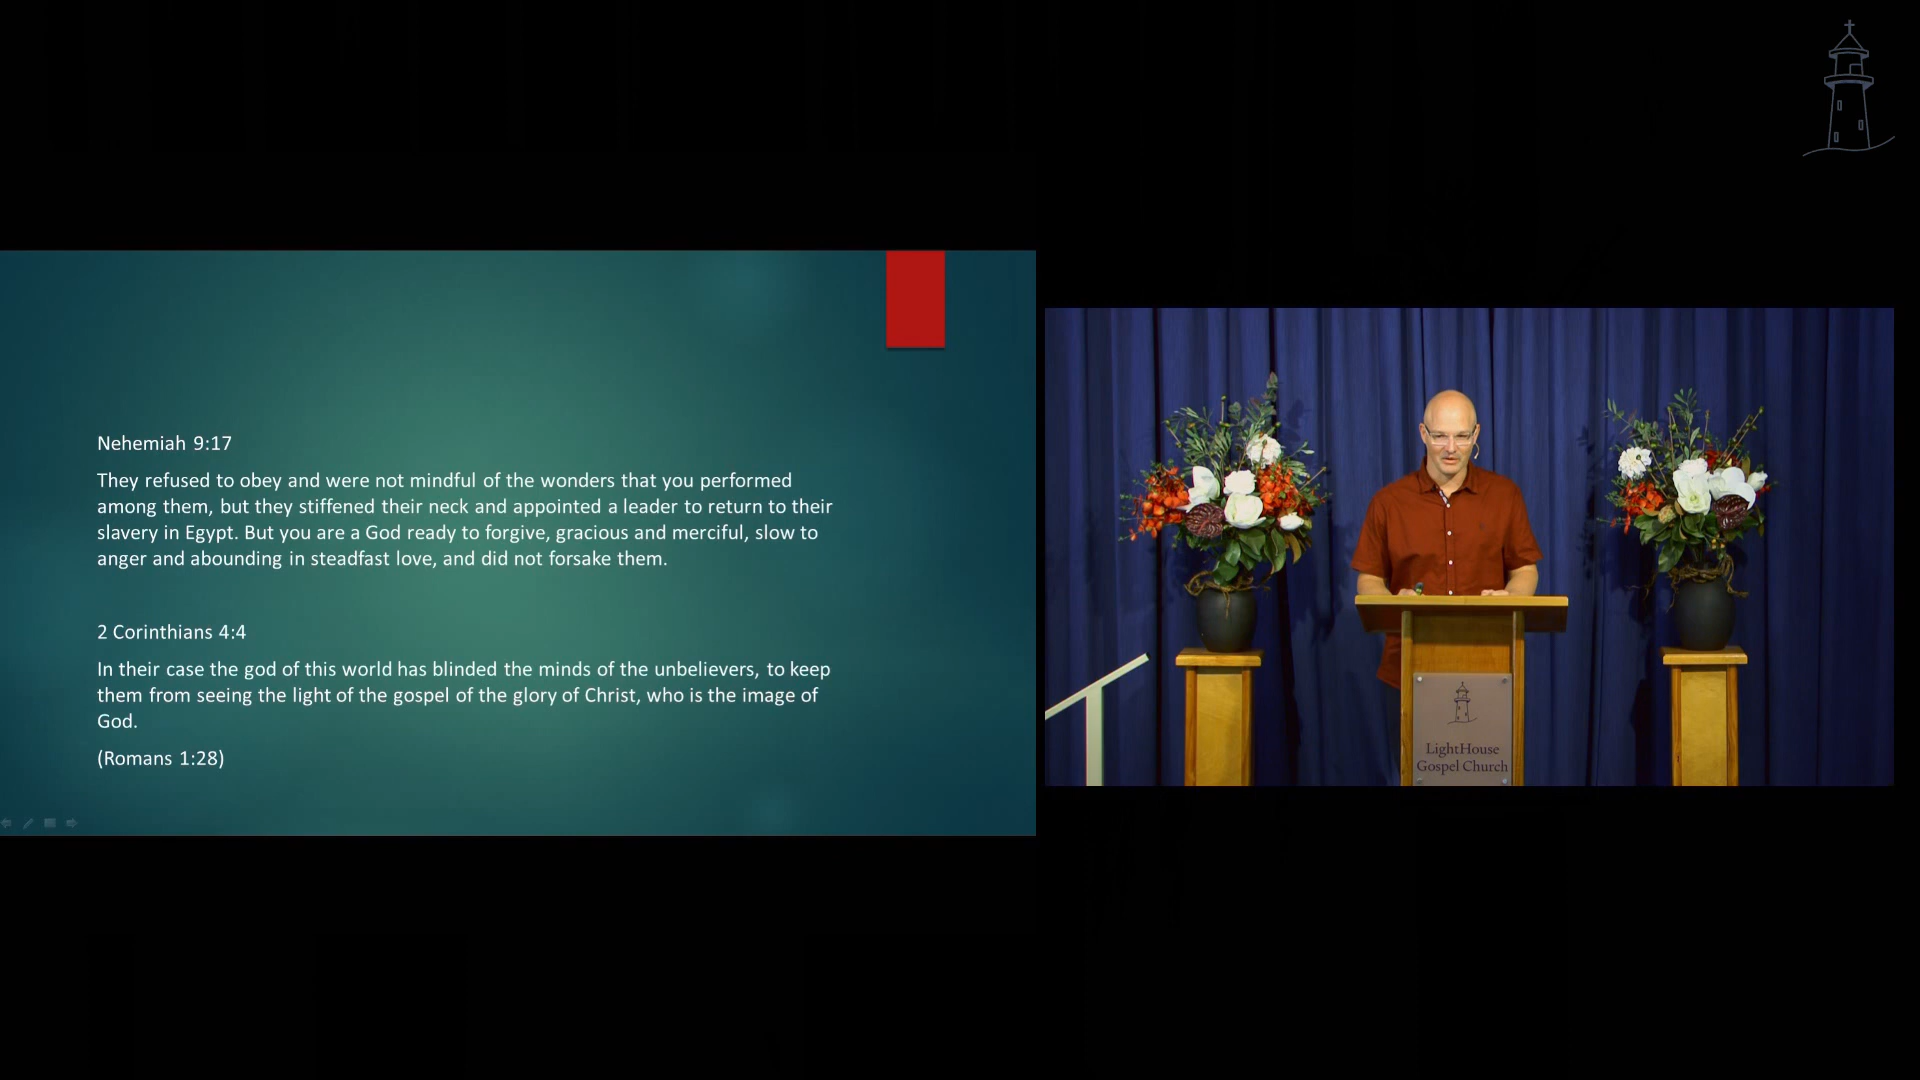 Nehemiah 9:17
They refused to obey and were not mindful of the wonders that you performed
among them, but they stiffened their neck and appointed a leader to return to their
slavery in Egypt. But you are a God ready to forgive, gracious and merciful, slow to
anger and abounding in steadfast love, and did not forsake them.
2 Corinthians 4:4
In their case the god of this world has blinded the minds of the unbelievers, to keep
them from seeing the light of the gospel of the glory of Christ, who is the image of
God.
(Romans 1:28)
LightHouse
Gospel Church